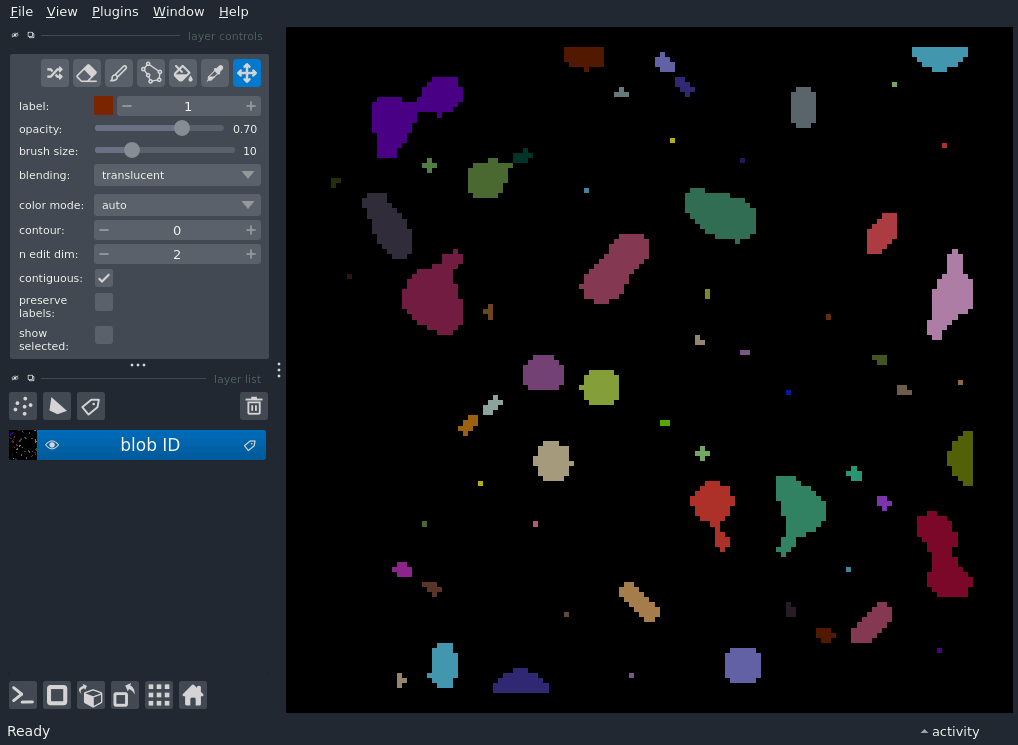 File View Plugins Window Help
layer controls
label: 1
opacity: 0.70
brush size: 10
blending: translucent
color mode: auto
contour: 0
n edit dim: 2
contiguous:
preserve
labels:
show
selected:
layer list
blob ID
Ready
activity